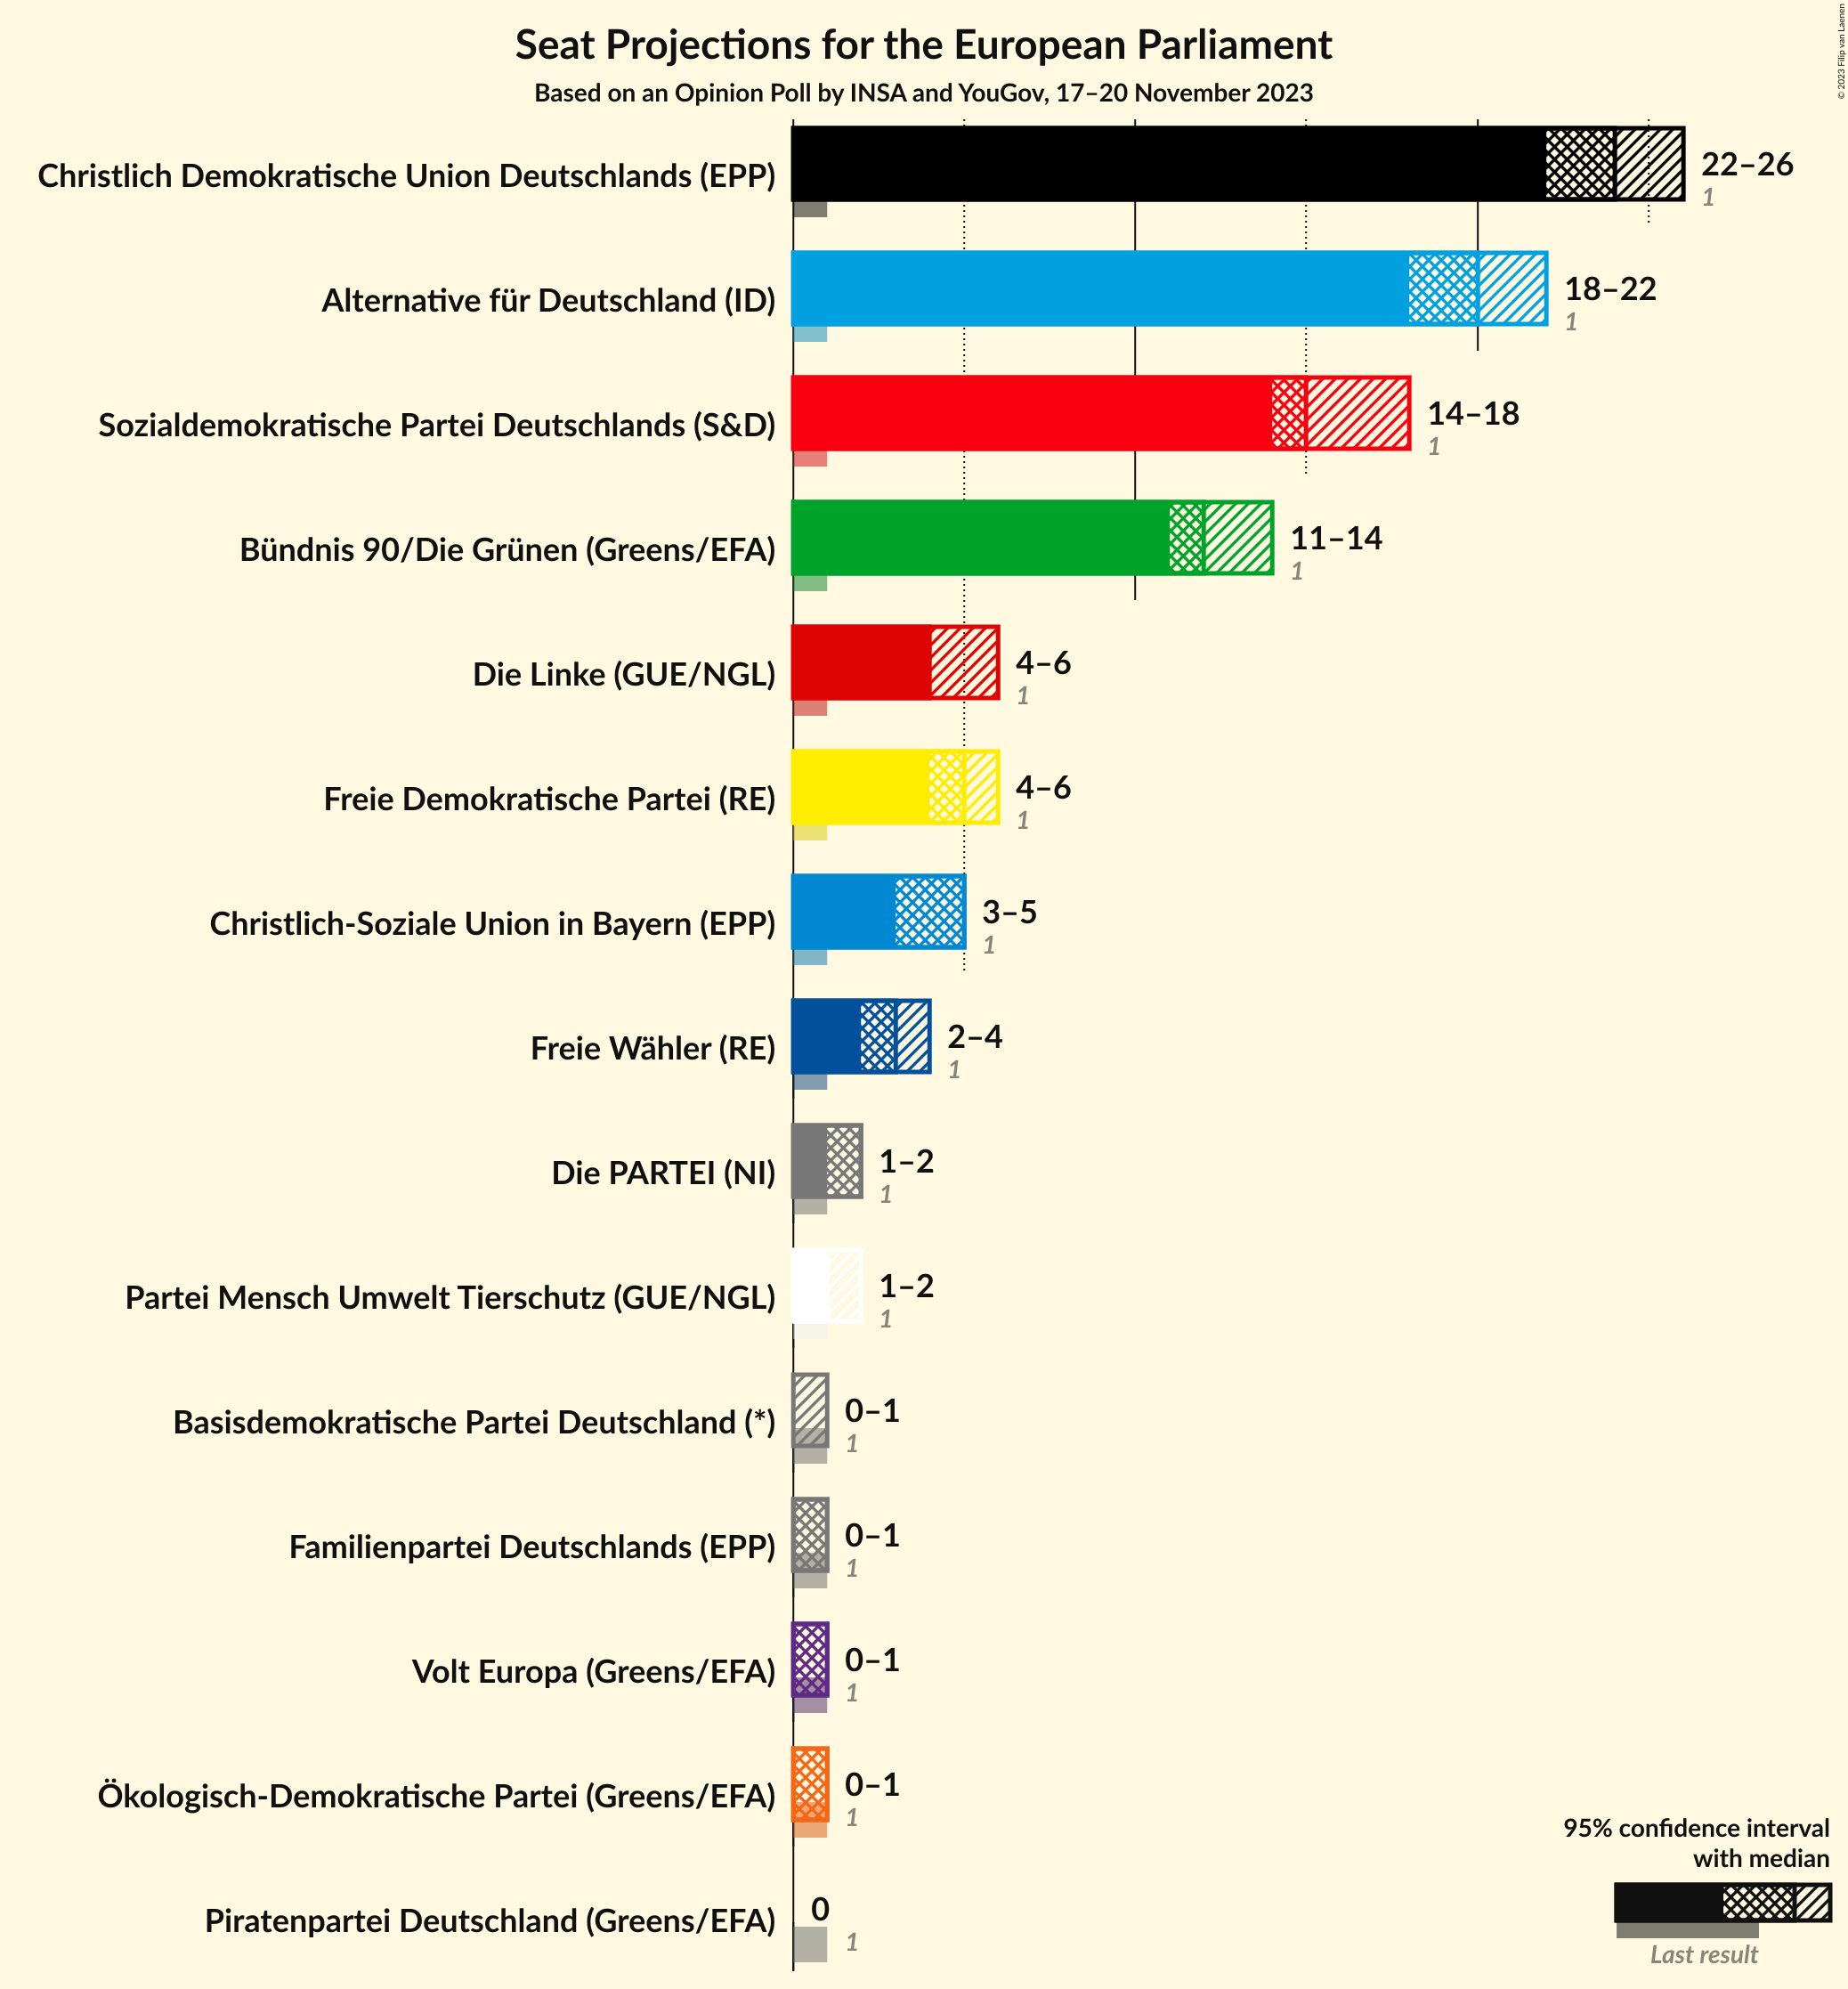 Seat Projections for the European Parliament
Based on an Opinion Poll by INSA and YouGov, 17–20 November 2023
© 2023 Filip van Laenen
Christlich Demokratische Union Deutschlands (EPP)
22–26
1
Alternative für Deutschland (ID)
18–22
1
Sozialdemokratische Partei Deutschlands (S&D)
14–18
1
Bündnis 90/Die Grünen (Greens/EFA)
11–14
1
Die Linke (GUE/NGL)
4–6
1
Freie Demokratische Partei (RE)
4–6
1
Christlich-Soziale Union in Bayern (EPP)
3–5
1
Freie Wähler (RE)
2–4
1
Die PARTEI (NI)
1–2
1
Partei Mensch Umwelt Tierschutz (GUE/NGL)
1–2
1
Basisdemokratische Partei Deutschland (*)
0–1
1
Familienpartei Deutschlands (EPP)
0–1
1
Volt Europa (Greens/EFA)
0–1
1
Ökologisch-Demokratische Partei (Greens/EFA)
0–1
1
Piratenpartei Deutschland (Greens/EFA)
0
1
95% confidence interval
with median
Last result